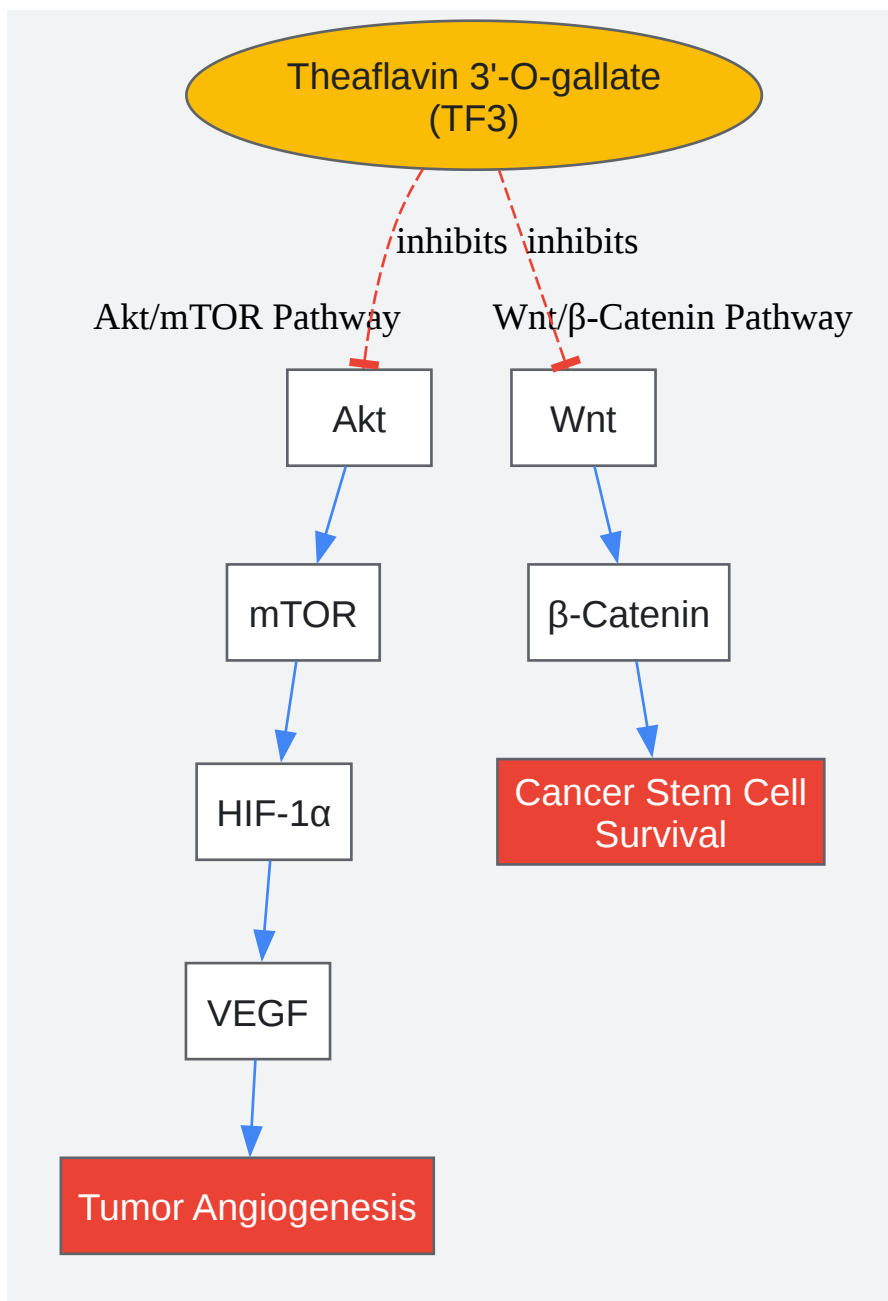 Theaflavin 3'-O-gallate
(TF3)
inhibits
inhibits
Akt/mTOR Pathway
Wnt/β-Catenin Pathway
Akt
Wnt
mTOR
β-Catenin
HIF-1α
Cancer Stem Cell
Survival
VEGF
Tumor Angiogenesis